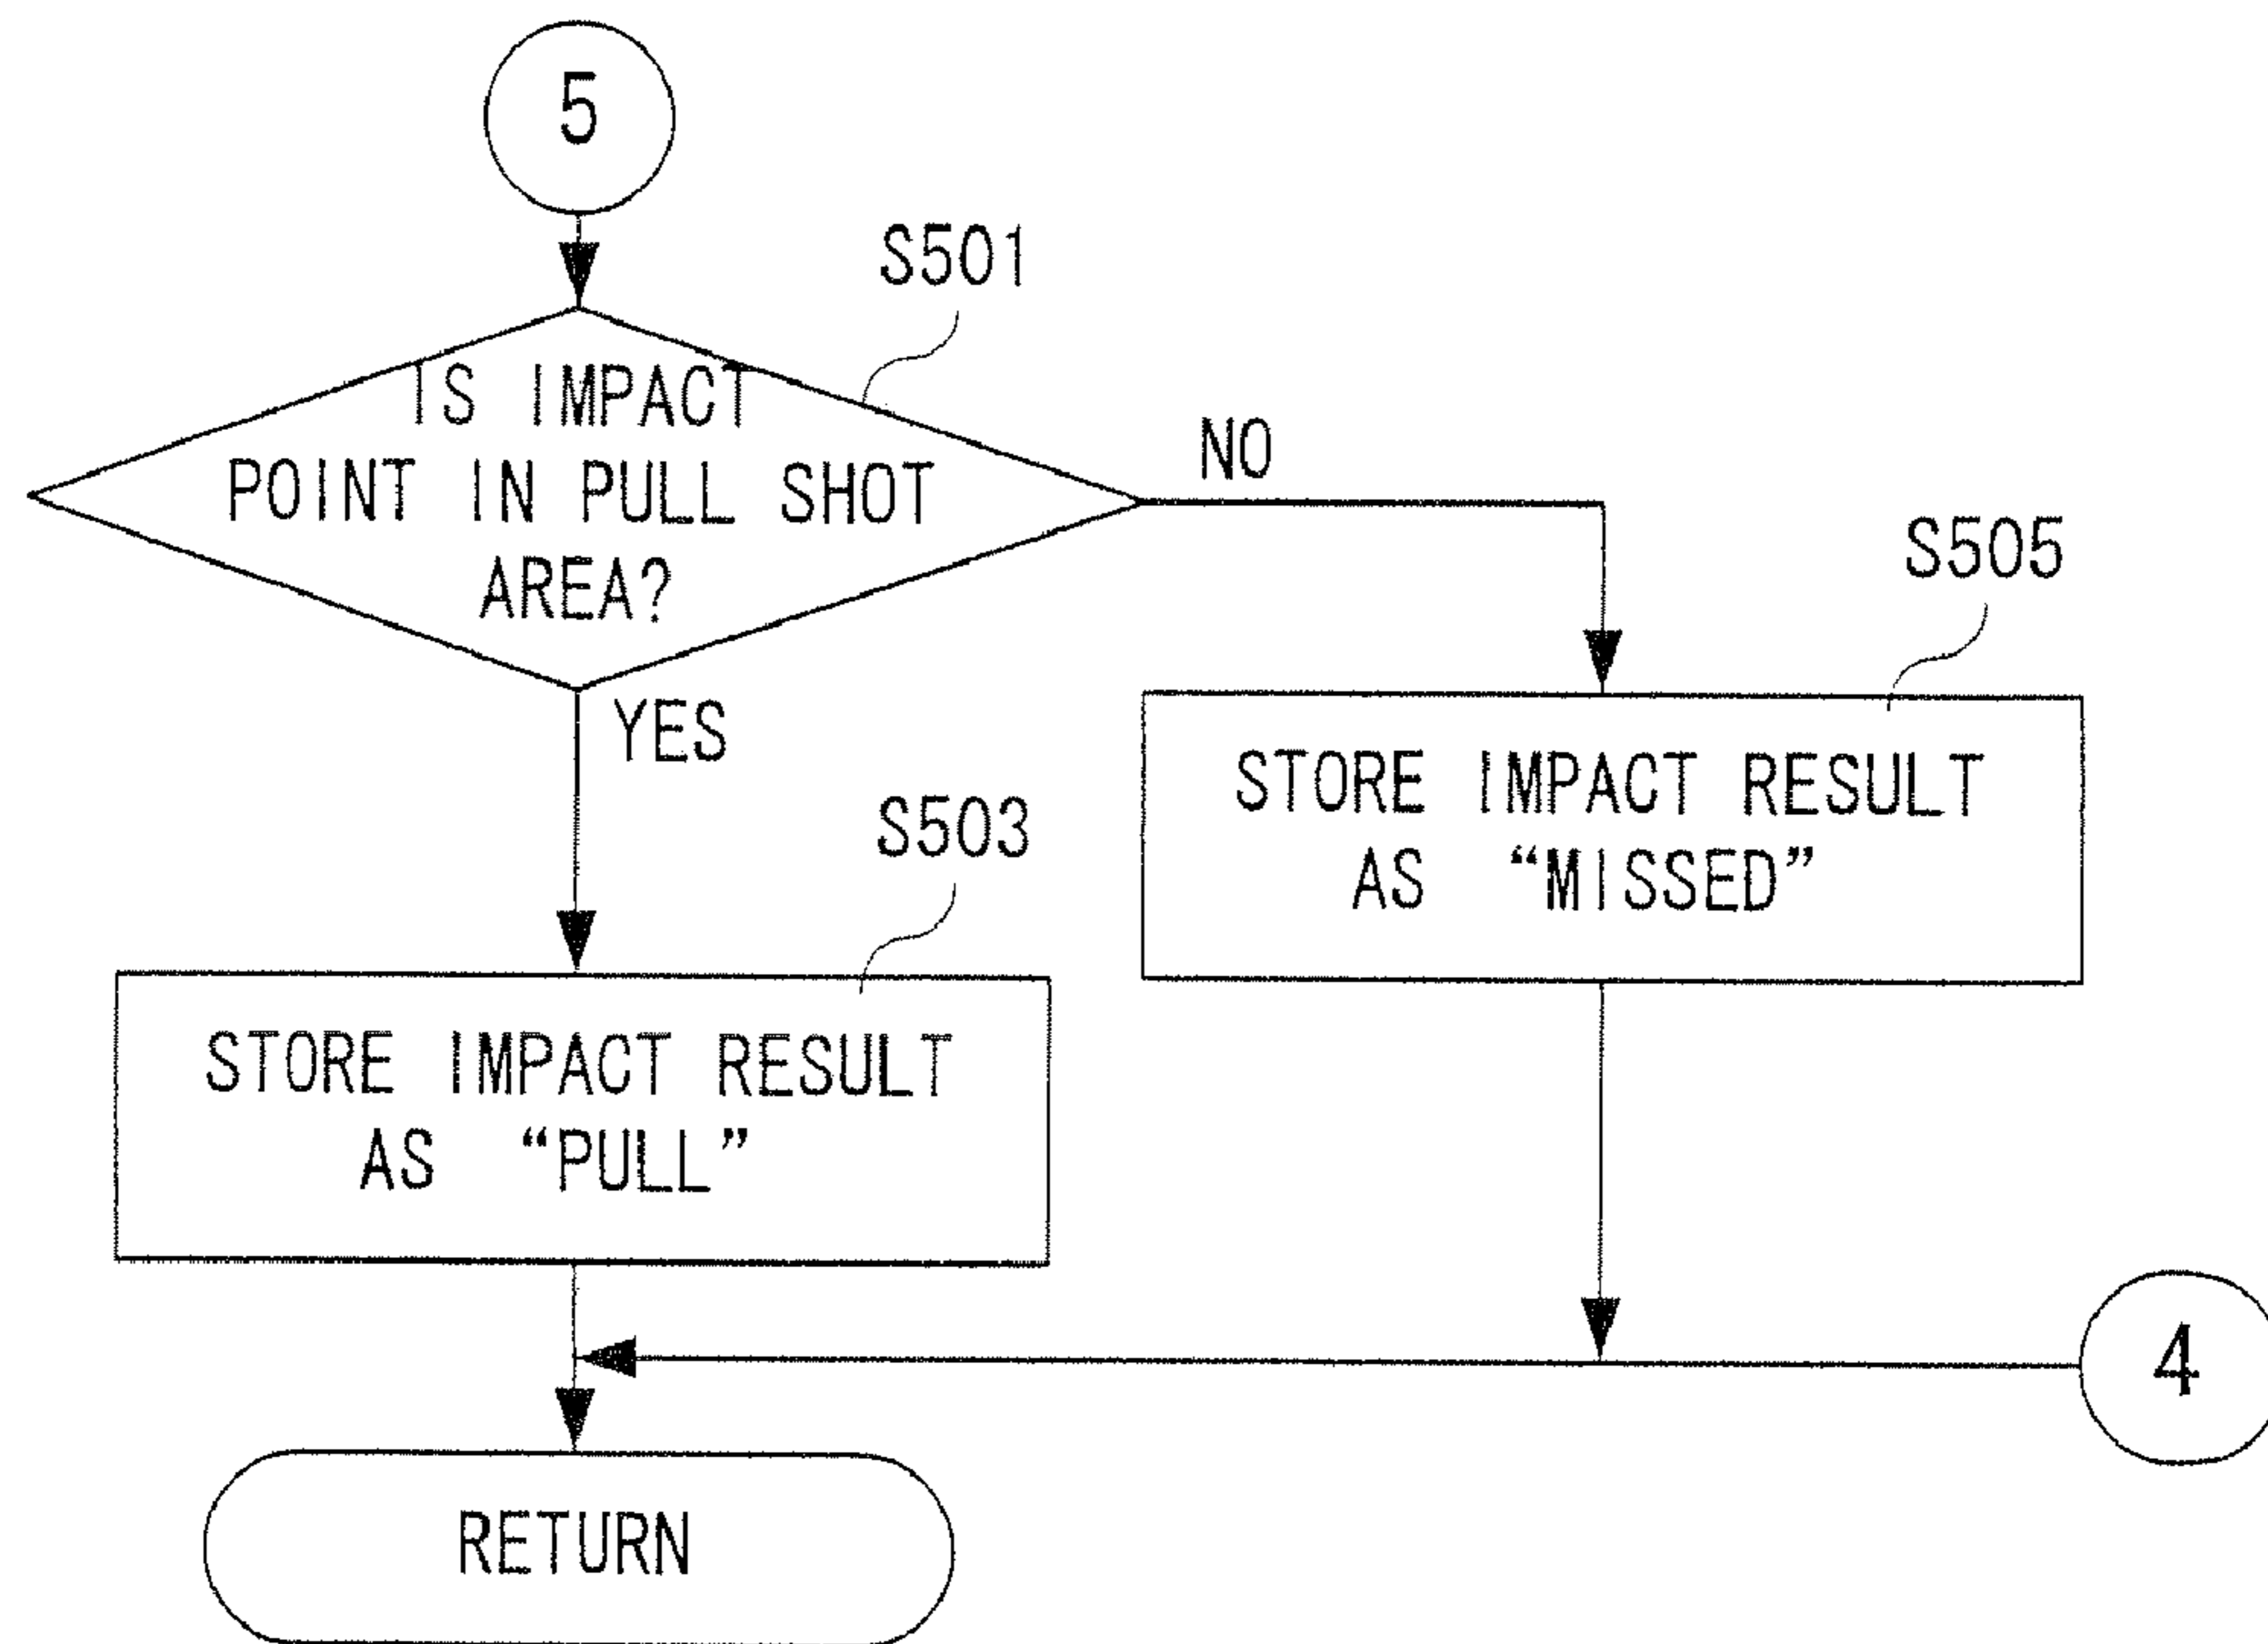 5
S501
IS IMPACT
POINT IN PULL SHOT
AREA?
NO
YES
S505
STORE IMPACT RESULT
AS “MISSED”
S503
STORE IMPACT RESULT
AS “PULL”
4
RETURN